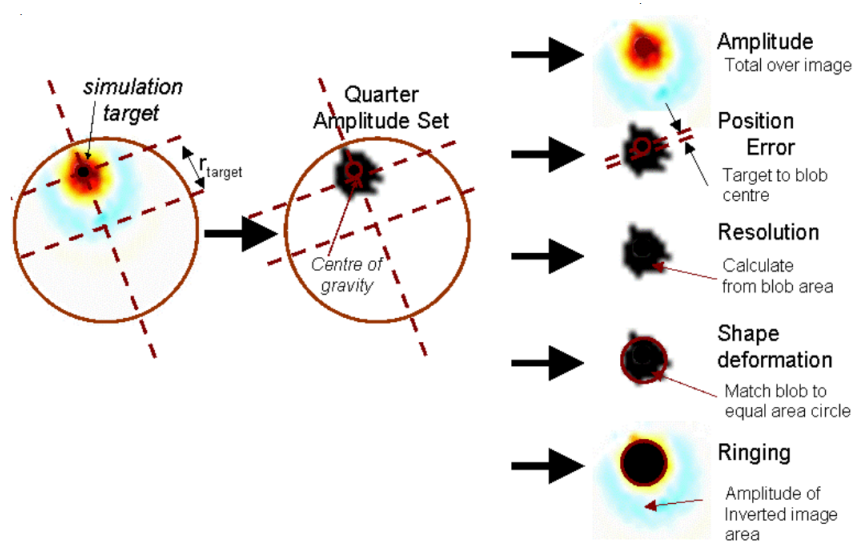 simulation
target
r target
Quarter
Amplitude Set
Centre of
gravity
Amplitude
Total over image
Position
Error
Target to blob
centre
Resolution
Calculate
from blob area
Shape
deformation
Match blob to
equal area circle
Ringing
Amplitude of
Inverted image
area